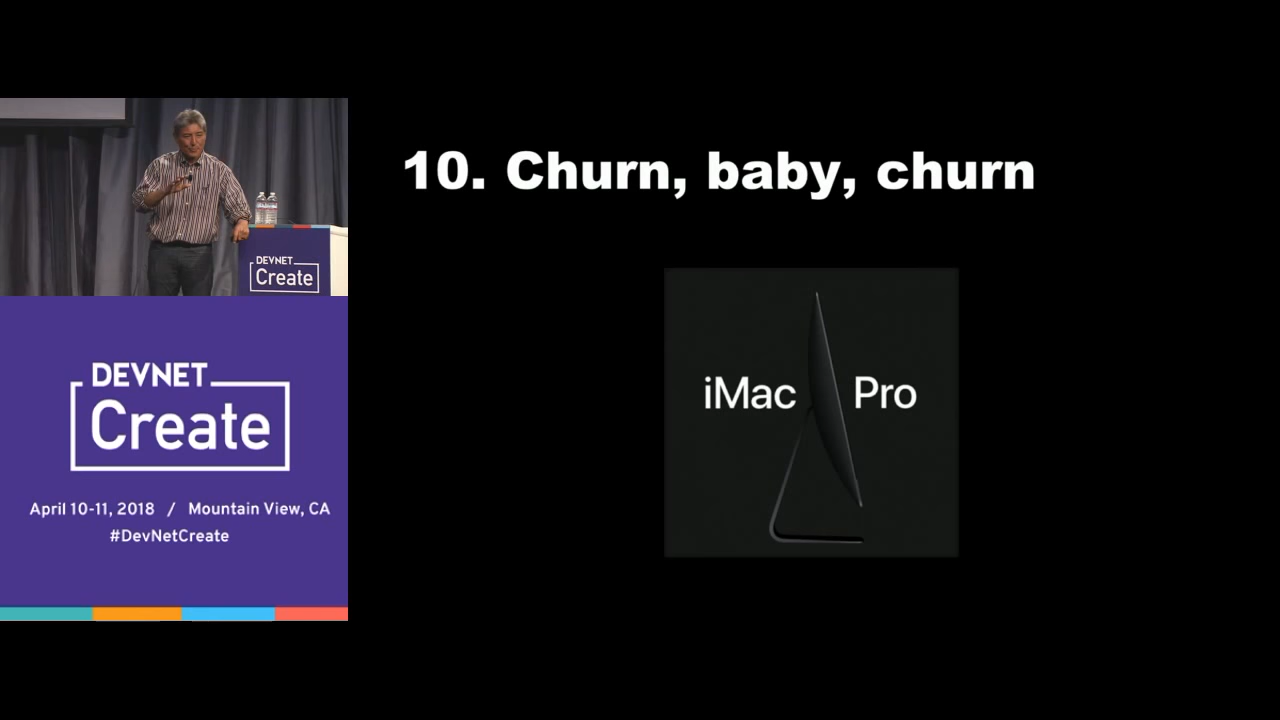 10. Churn, baby, churn
iMac Pro
DEVNET
Create
DEVNET
Create
April 10-11, 2018 / Mountain View, CA
#DevNetCreate